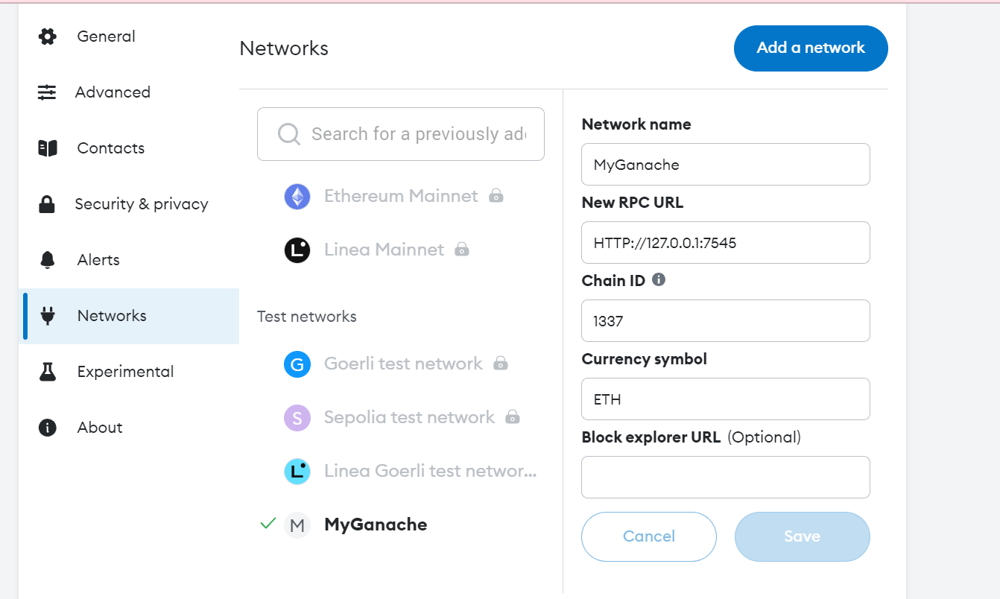 General
Advanced
Contacts
Security & privacy
Alerts
Networks
Experimental
About
Networks
Add a network
Search for a previously ad
Ethereum Mainnet
L
Linea Mainnet
Test networks
G
Goerli test network
S
Sepolia test network
L
Linea Goerli test networ...
M
MyGanache
Network name
MyGanache
New RPC URL
HTTP://127.0.0.1:7545
Chain ID
1337
Currency symbol
ETH
Block explorer URL (Optional)
Cancel
Save